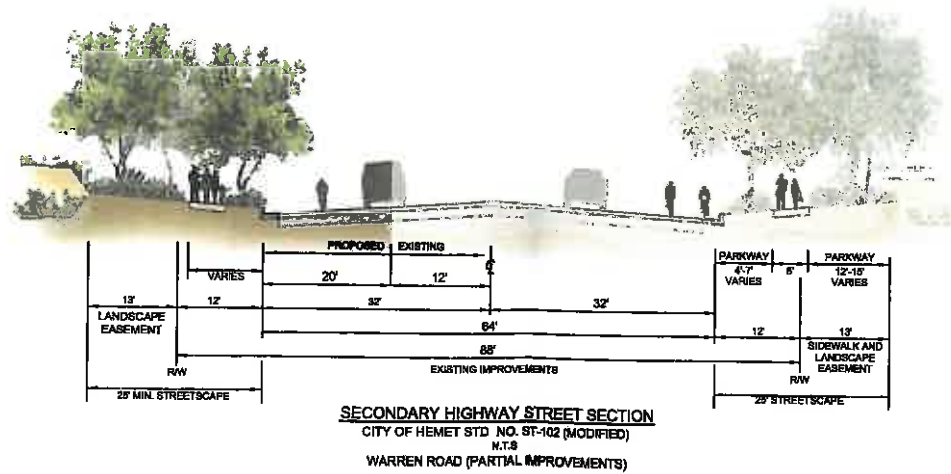 PROPOSED EXISTING
PARKWAY PARKWAY
VARIES 4'-7' 12'-15'
20' 12' VARIES VARIES
13' 12' 32' 32'
LANDSCAPE
EASEMENT
64' 12' 13'
SIDEWALK AND
LANDSCAPE
EASEMENT
88'
EXISTING IMPROVEMENTS
R/W R/W
25' MIN. STREETSCAPE 25' STREETSCAPE
SECONDARY HIGHWAY STREET SECTION
CITY OF HEMET STD NO. ST-102 (MODIFIED)
N.T.S
WARREN ROAD (PARTIAL IMPROVEMENTS)